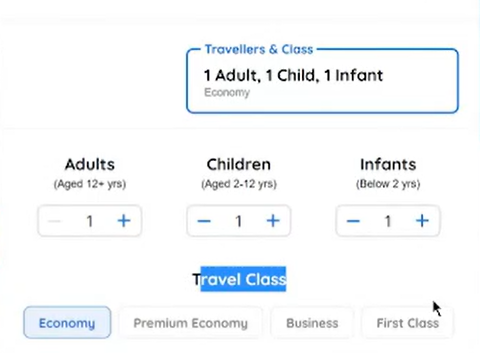 Travellers & Class
1 Adult, 1 Child, 1 Infant
Economy
Adults Children Infants
(Aged 12+ yrs) (Aged 2-12 yrs) (Below 2 yrs)
− 1 + − 1 + − 1 +
Travel Class
Economy Premium Economy Business First Class